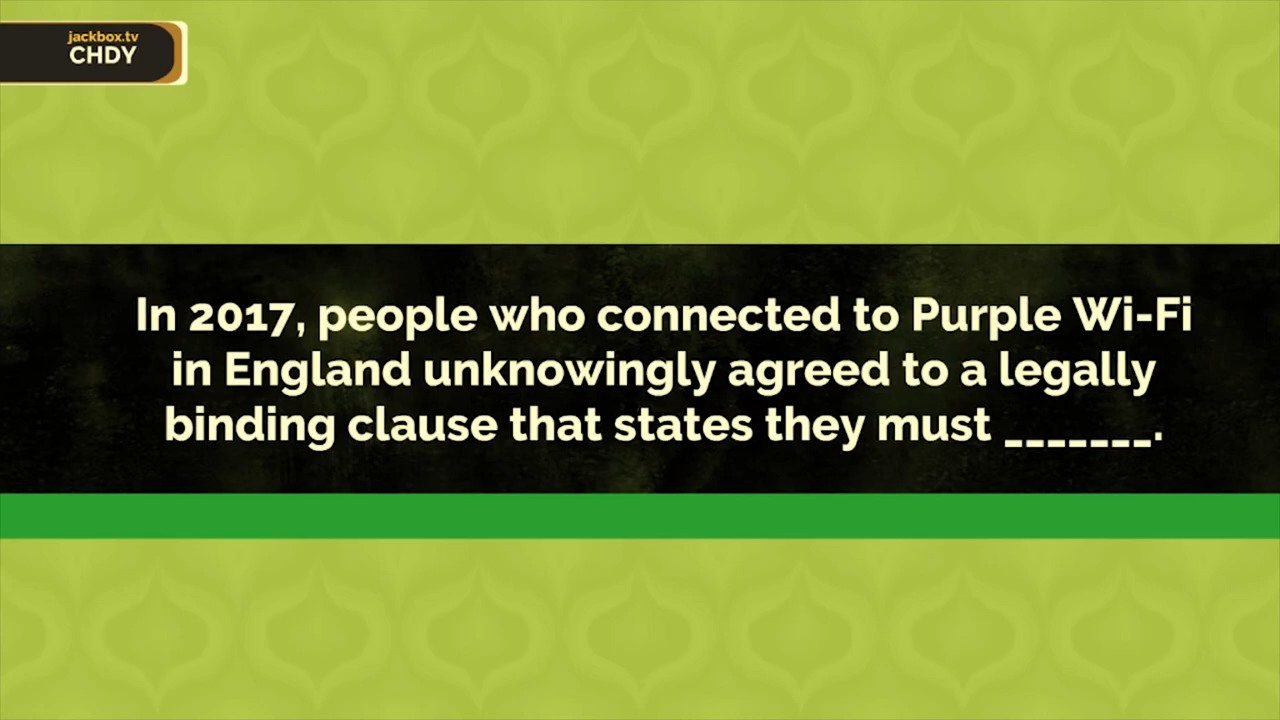 jackbox.tv
CHDY
In 2017, people who connected to Purple Wi-Fi
in England unknowingly agreed to a legally
binding clause that states they must _______.